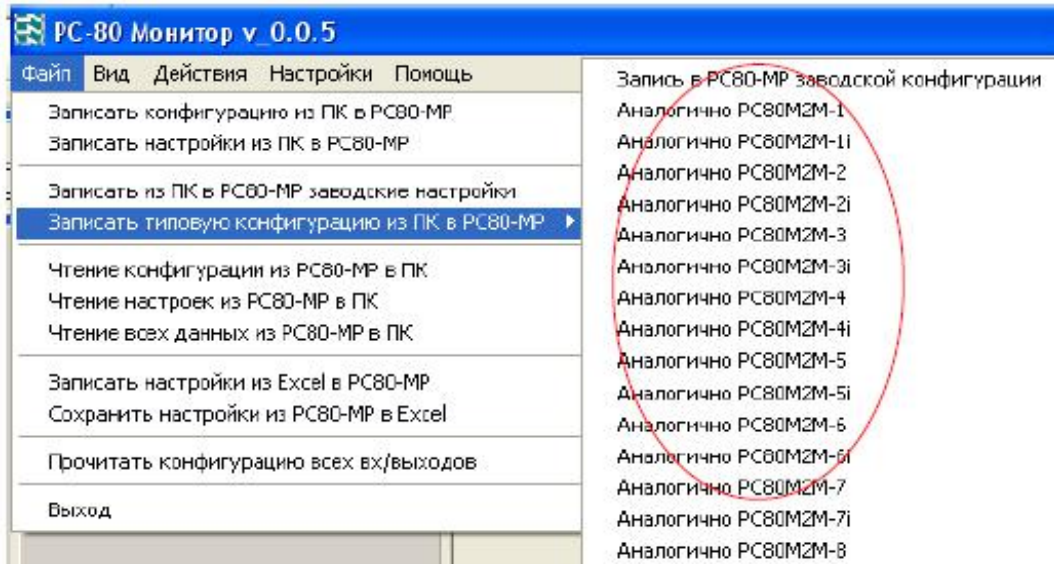 РС-80 Монитор v_0.0.5
Файл Вид Действия Настройки Помощь
Записать конфигурацию из ПК в РС80-МР
Записать настройки из ПК в РС80-МР
Записать из ПК в РС80-МР заводские настройки
Записать типовую конфигурацию из ПК в РС80-МР
Чтение конфигурации из РС80-МР в ПК
Чтение настроек из РС80-МР в ПК
Чтение всех данных из РС80-МР в ПК
Записать настройки из Excel в РС80-МР
Сохранить настройки из РС80-МР в Excel
Прочитать конфигурацию всех вх/выходов
Выход
Запись в РС80-МР заводской конфигурации
Аналогично РС80М2М-1
Аналогично РС80М2М-1i
Аналогично РС80М2М-2
Аналогично РС80М2М-2i
Аналогично РС80М2М-3
Аналогично РС80М2М-3i
Аналогично РС80М2М-4
Аналогично РС80М2М-4i
Аналогично РС80М2М-5
Аналогично РС80М2М-5i
Аналогично РС80М2М-6
Аналогично РС80М2М-6i
Аналогично РС80М2М-7
Аналогично РС80М2М-7i
Аналогично РС80М2М-8